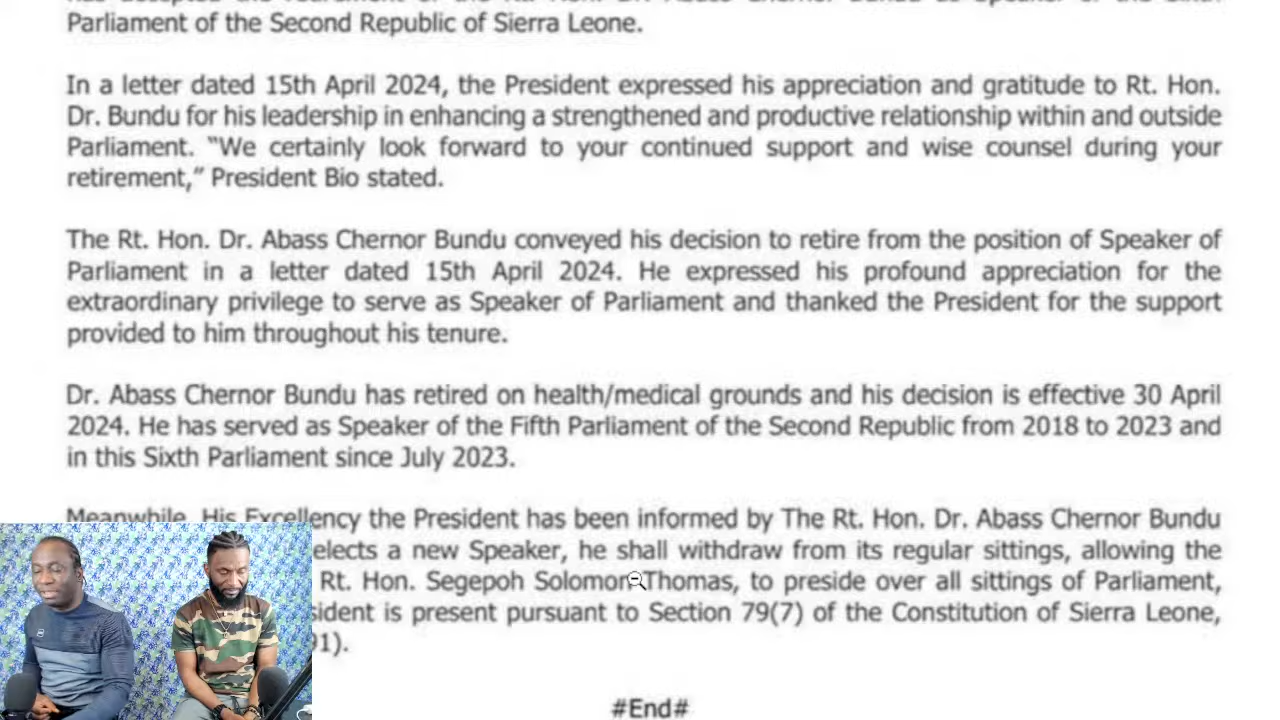 Parliament of the Second Republic of Sierra Leone.
In a letter dated 15th April 2024, the President expressed his appreciation and gratitude to Rt. Hon.
Dr. Bundu for his leadership in enhancing a strengthened and productive relationship within and outside
Parliament. “We certainly look forward to your continued support and wise counsel during your
retirement,” President Bio stated.
The Rt. Hon. Dr. Abass Chernor Bundu conveyed his decision to retire from the position of Speaker of
Parliament in a letter dated 15th April 2024. He expressed his profound appreciation for the
extraordinary privilege to serve as Speaker of Parliament and thanked the President for the support
provided to him throughout his tenure.
Dr. Abass Chernor Bundu has retired on health/medical grounds and his decision is effective 30 April
2024. He has served as Speaker of the Fifth Parliament of the Second Republic from 2018 to 2023 and
in this Sixth Parliament since July 2023.
Meanwhile, His Excellency the President has been informed by The Rt. Hon. Dr. Abass Chernor Bundu
elects a new Speaker, he shall withdraw from its regular sittings, allowing the
Rt. Hon. Segepoh Solomon Thomas, to preside over all sittings of Parliament,
sident is present pursuant to Section 79(7) of the Constitution of Sierra Leone,
91).
#End#